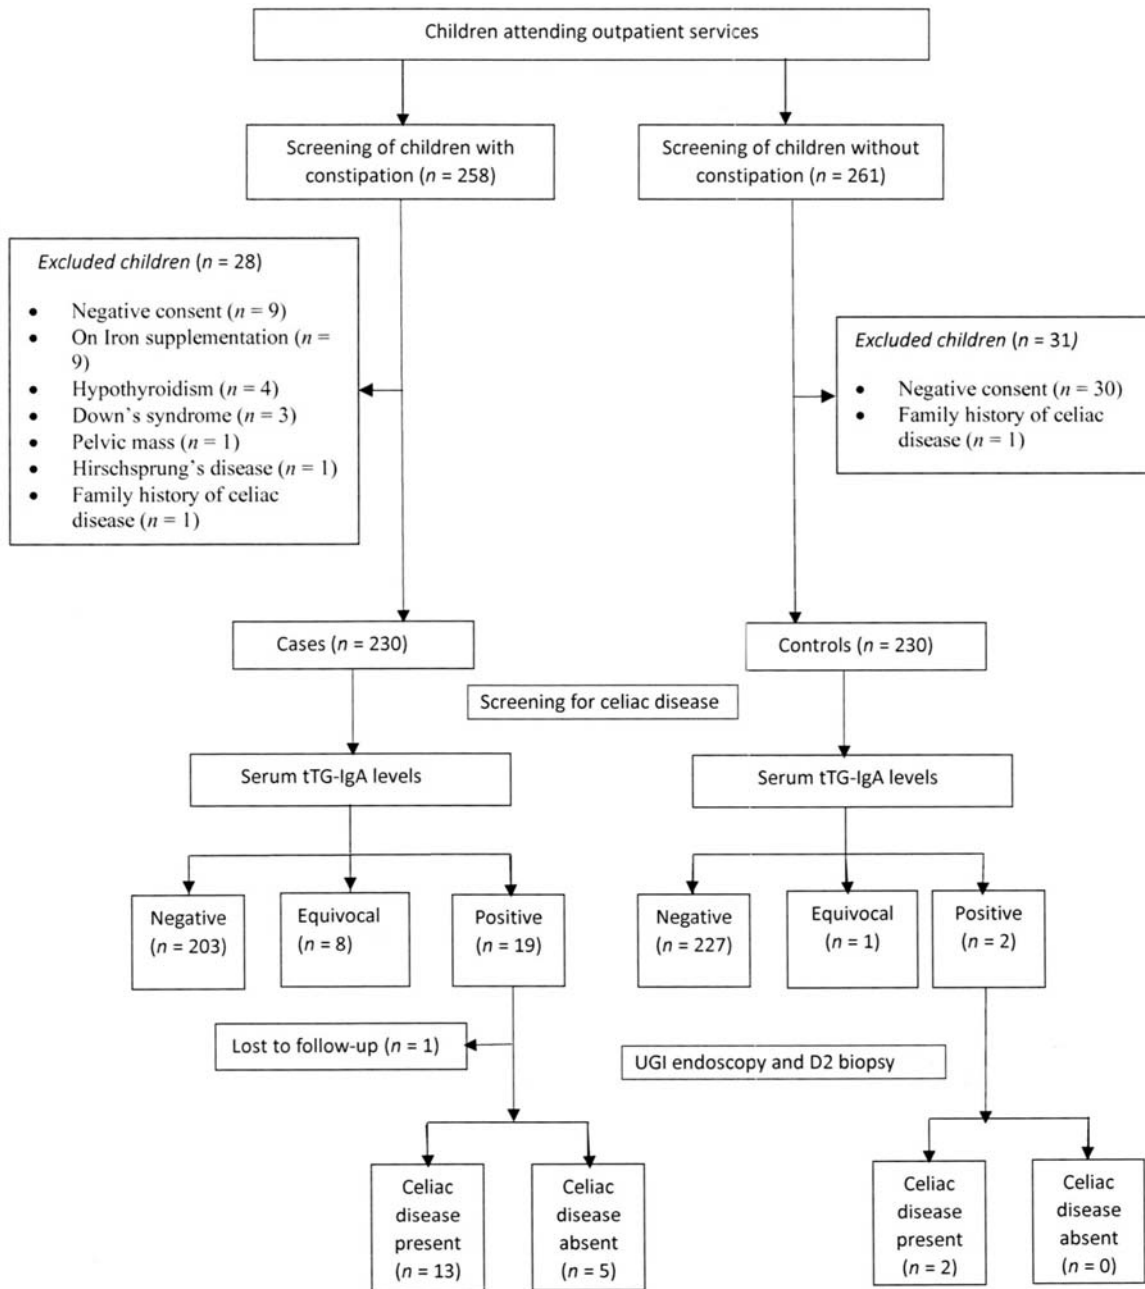 Children attending outpatient services
Screening of children with
constipation (n = 258)
Screening of children without
constipation (n = 261)
Excluded children (n = 28)
• Negative consent (n = 9)
• On Iron supplementation (n =
9)
• Hypothyroidism (n = 4)
• Down's syndrome (n = 3)
• Pelvic mass (n = 1)
• Hirschsprung's disease (n = 1)
• Family history of celiac
disease (n = 1)
Excluded children (n = 31)
• Negative consent (n = 30)
• Family history of celiac
disease (n = 1)
Cases (n = 230)
Controls (n = 230)
Screening for celiac disease
Serum tTG-IgA levels
Serum tTG-IgA levels
Negative
(n = 203)
Equivocal
(n = 8)
Positive
(n = 19)
Negative
(n = 227)
Equivocal
(n = 1)
Positive
(n = 2)
Lost to follow-up (n = 1)
UGI endoscopy and D2 biopsy
Celiac
disease
present
(n = 13)
Celiac
disease
absent
(n = 5)
Celiac
disease
present
(n = 2)
Celiac
disease
absent
(n = 0)